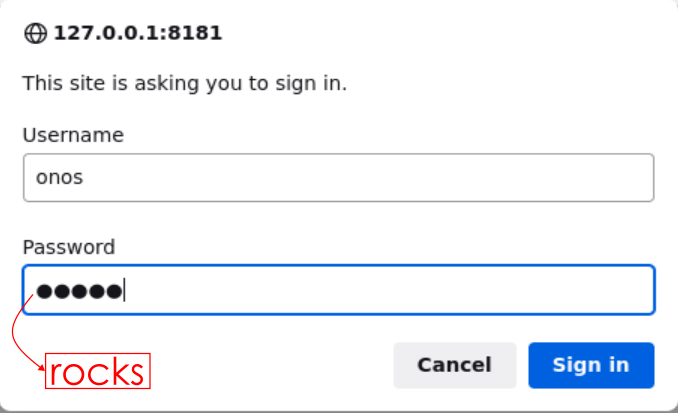 127.0.0.1:8181
This site is asking you to sign in.
Username
onos
Password
●●●●●
rocks
Cancel
Sign in